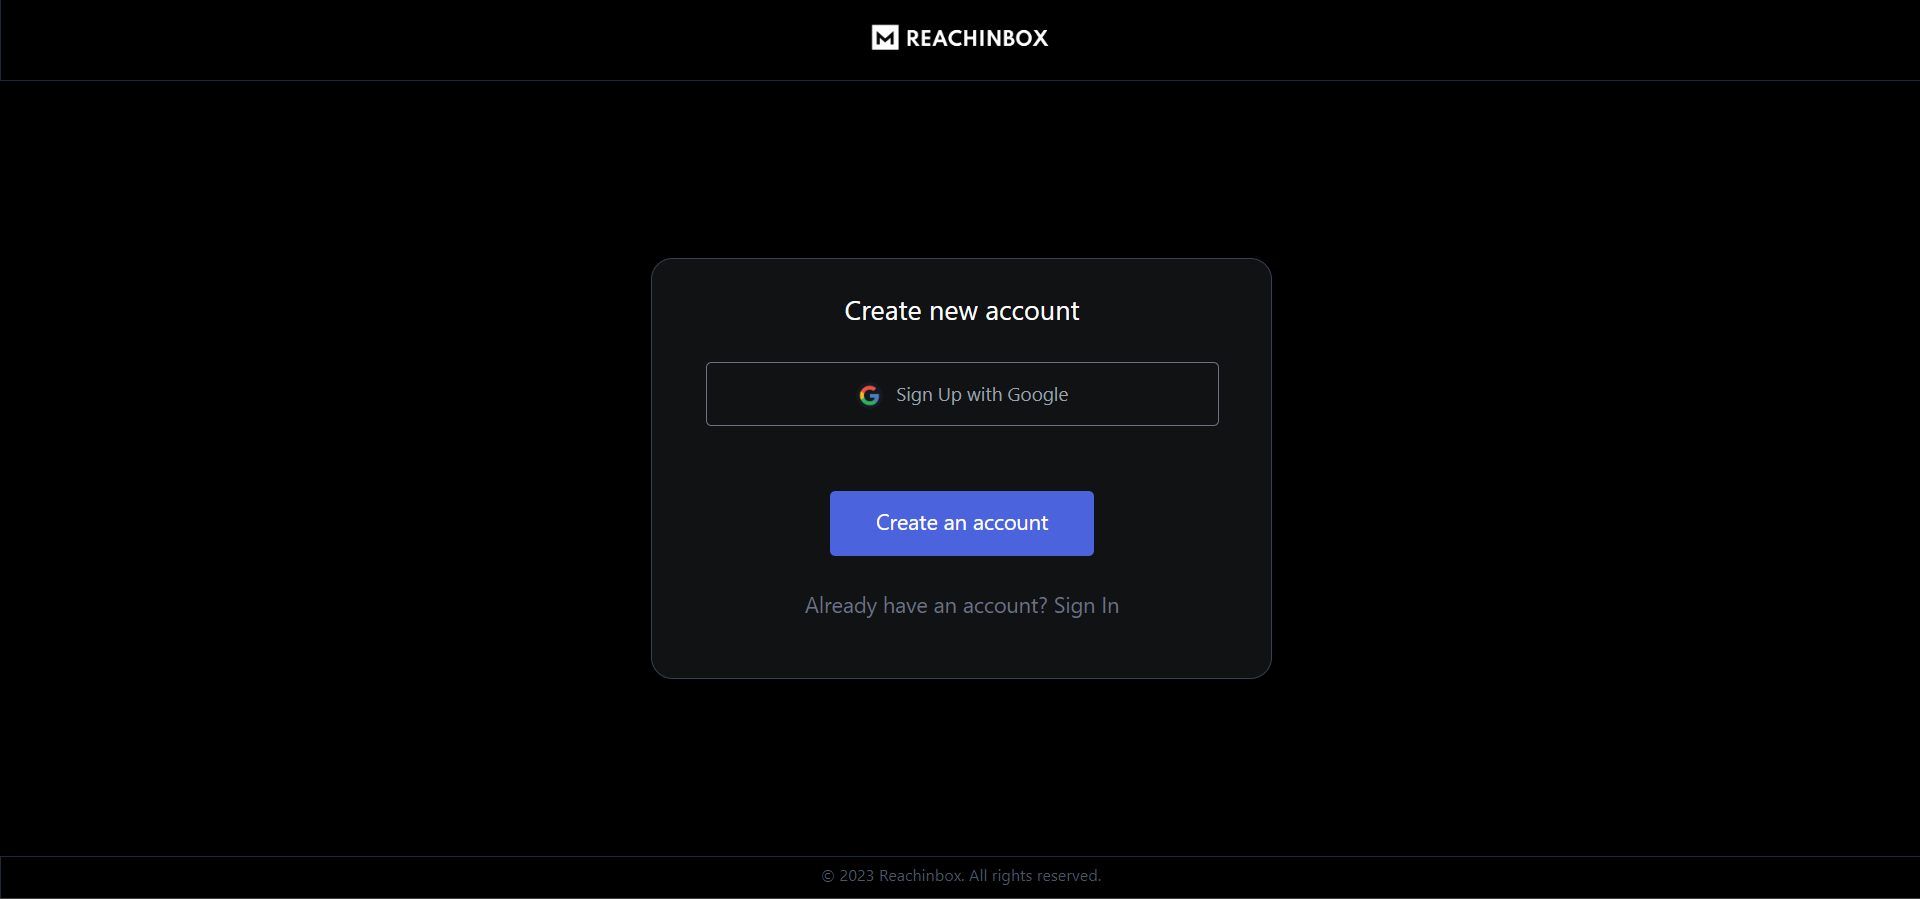 REACHINBOX
Create new account
Sign Up with Google
Create an account
Already have an account? Sign In
© 2023 Reachinbox. All rights reserved.